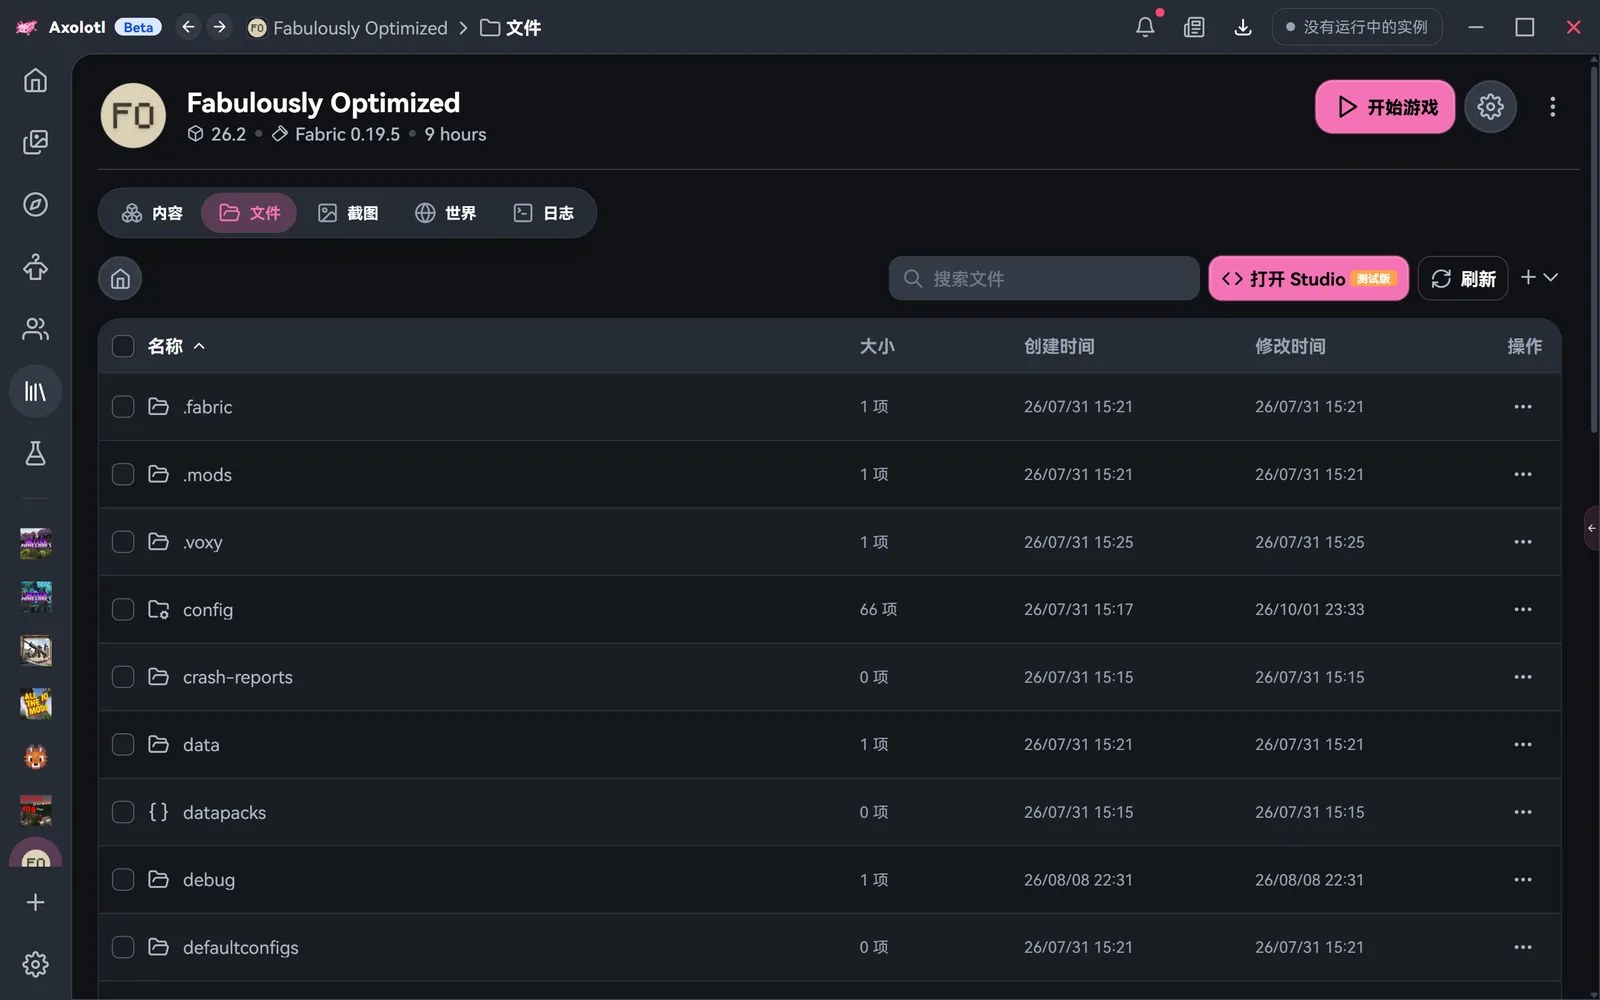 Axolotl Beta
FO Fabulously Optimized > 文件
没有运行中的实例
FO
Fabulously Optimized
26.2 • Fabric 0.19.5 • 9 hours
开始游戏
内容 文件 截图 世界 日志
搜索文件
<> 打开 Studio 测试版
刷新
名称 大小 创建时间 修改时间 操作
.fabric 1 项 26/07/31 15:21 26/07/31 15:21
.mods 1 项 26/07/31 15:21 26/07/31 15:21
.voxy 1 项 26/07/31 15:25 26/07/31 15:25
config 66 项 26/07/31 15:17 26/10/01 23:33
crash-reports 0 项 26/07/31 15:15 26/07/31 15:15
data 1 项 26/07/31 15:21 26/07/31 15:21
{} datapacks 0 项 26/07/31 15:15 26/07/31 15:15
debug 1 项 26/08/08 22:31 26/08/08 22:31
defaultconfigs 0 项 26/07/31 15:21 26/07/31 15:21
ALL THE MODS 10
FO